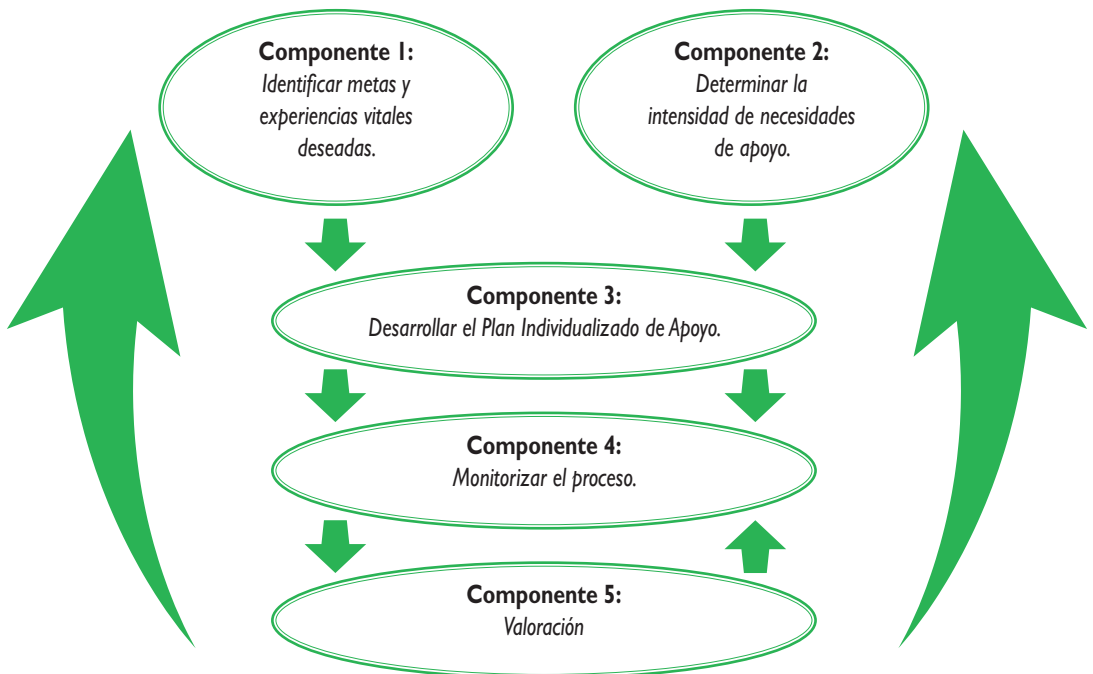 Componente 1:
Identificar metas y
experiencias vitales
deseadas.
Componente 2:
Determinar la
intensidad de necesidades
de apoyo.
Componente 3:
Desarrollar el Plan Individualizado de Apoyo.
Componente 4:
Monitorizar el proceso.
Componente 5:
Valoración